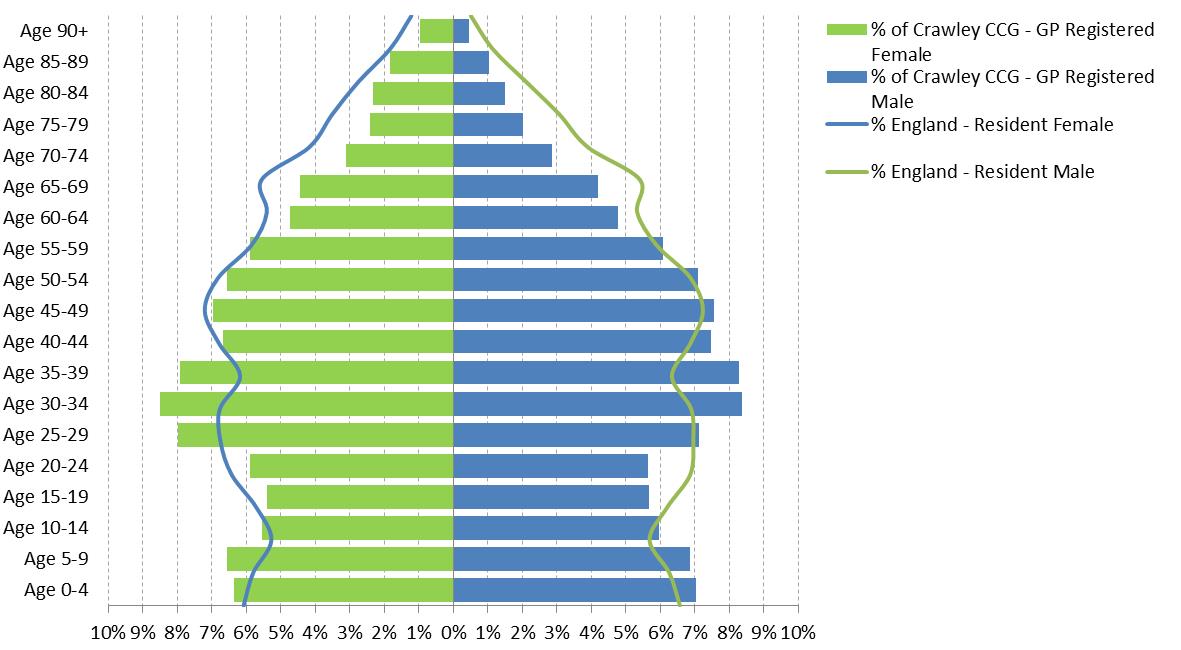 Age 90+
Age 85-89
Age 80-84
Age 75-79
Age 70-74
Age 65-69
Age 60-64
Age 55-59
Age 50-54
Age 45-49
Age 40-44
Age 35-39
Age 30-34
Age 25-29
Age 20-24
Age 15-19
Age 10-14
Age 5-9
Age 0-4
10% 9% 8% 7% 6% 5% 4% 3% 2% 1% 0% 1% 2% 3% 4% 5% 6% 7% 8% 9% 10%
% of Crawley CCG - GP Registered
Female
% of Crawley CCG - GP Registered
Male
% England - Resident Female
% England - Resident Male